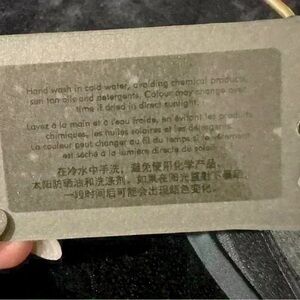 Hand wash in cold water, avoiding chemical products,
sun tan oils and detergents. Colour may change over
time if dried in direct sunlight.
Lavez à la main et à l'eau froide, en évitant les produits
chimiques, les huiles solaires et les détergents.
La couleur peut changer au fil du temps si le vêtement
est séché à la lumière directe du soleil.
在冷水中手洗，避免使用化学产品、
太阳防晒油和洗涤剂。如果在阳光直射下暴晒，
一段时间后可能会出现颜色变化。